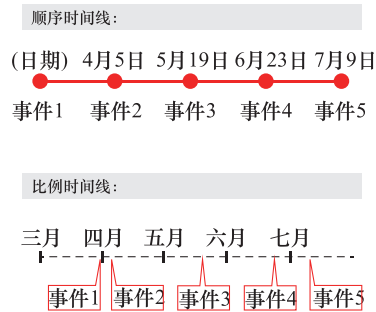 顺序时间线：
(日期) 4月5日 5月19日 6月23日 7月9日
事件1 事件2 事件3 事件4 事件5
比例时间线：
三月 四月 五月 六月 七月
事件1 事件2 事件3 事件4 事件5